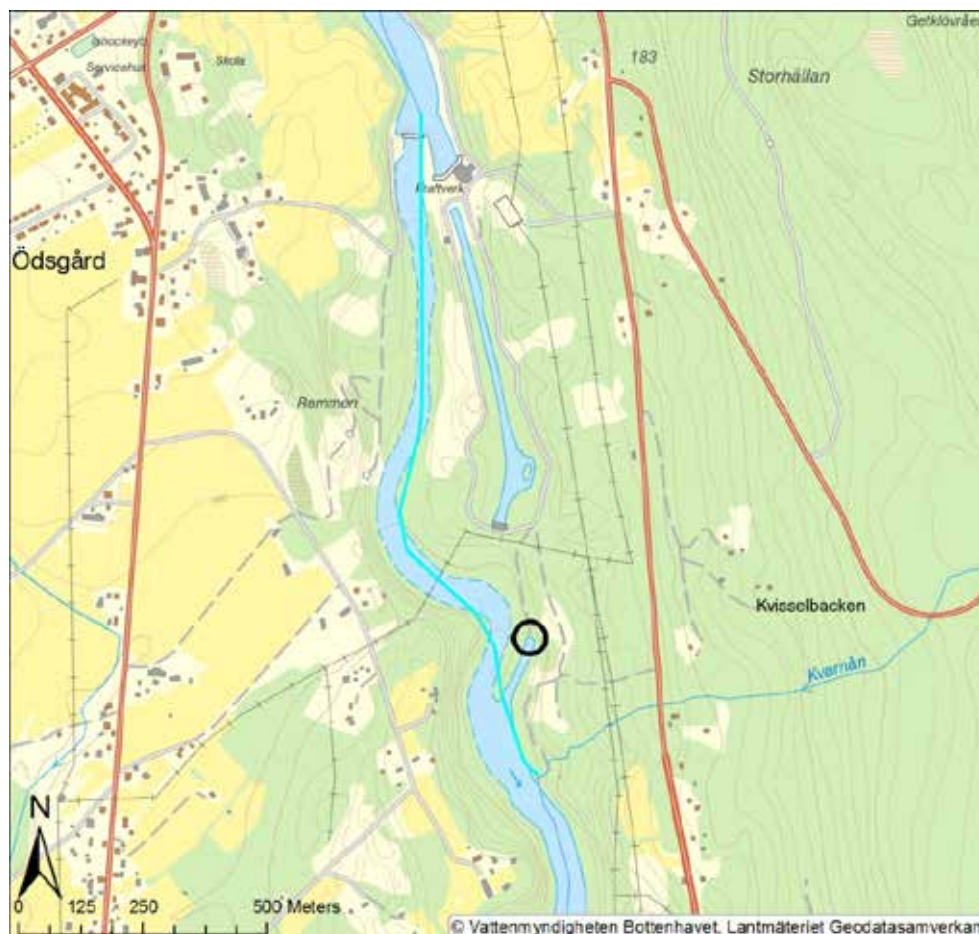 Getklövråe
Ishockeyb
Servicehus
Skola
183
Storhällan
Kraftverk
Ödsgård
Remmen
Kvisselbacken
Kvarnån
N
0 125 250 500 Meters
© Vattenmyndigheten Bottenhavet, Lantmäteriet Geodatasamverkan